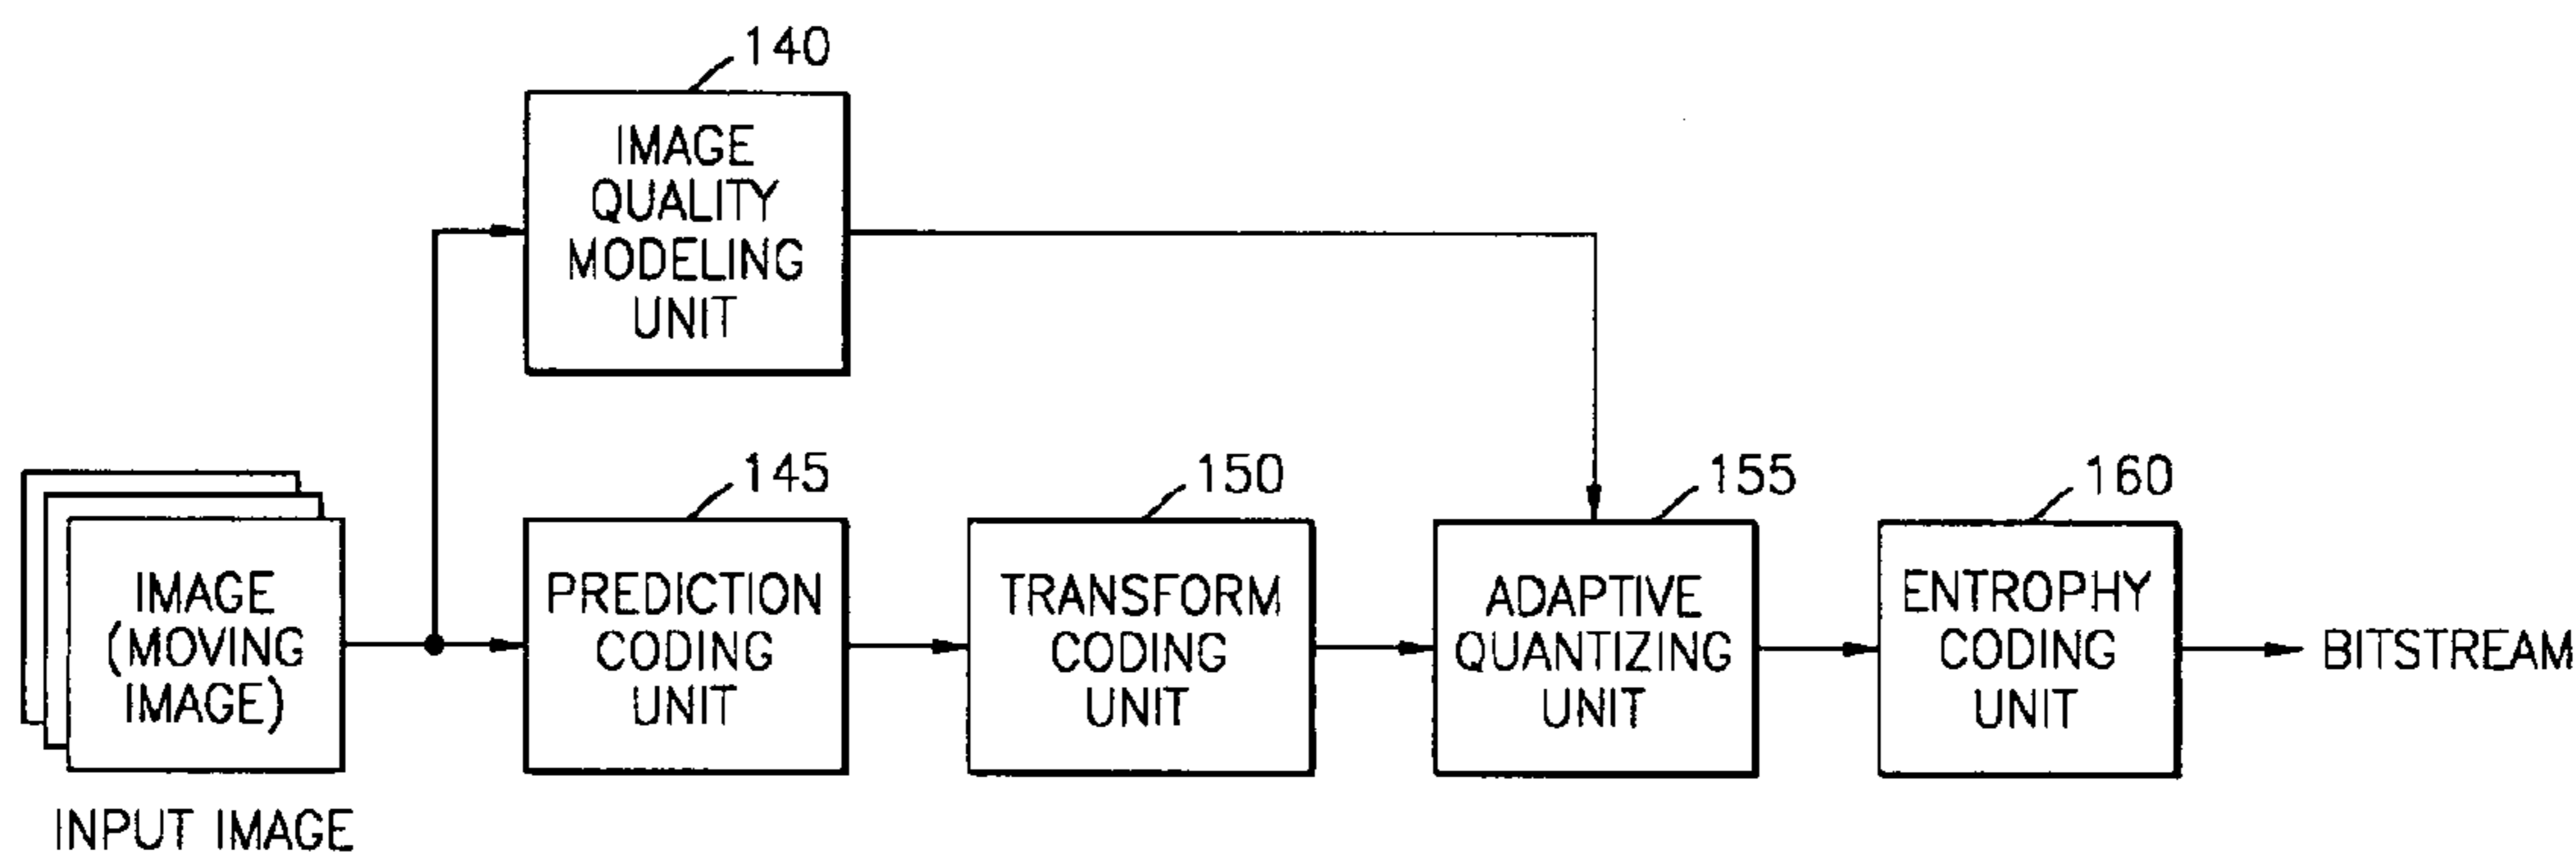 140
IMAGE
QUALITY
MODELING
UNIT
145
150
155
160
IMAGE
(MOVING
IMAGE)
PREDICTION
CODING
UNIT
TRANSFORM
CODING
UNIT
ADAPTIVE
QUANTIZING
UNIT
ENTROPHY
CODING
UNIT
BITSTREAM
INPUT IMAGE